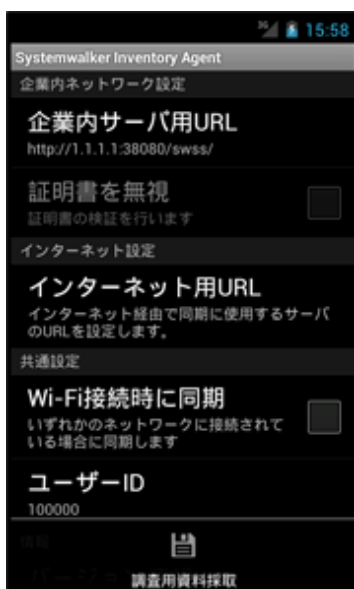 3G 15:58
Systemwalker Inventory Agent
企業内ネットワーク設定
企業内サーバ用URL
http://1.1.1.1:38080/swss/
証明書を無視
証明書の検証を行います
インターネット設定
インターネット用URL
インターネット経由で同期に使用するサーバ
のURLを設定します。
共通設定
Wi-Fi接続時に同期
いずれかのネットワークに接続されて
いる場合に同期します
ユーザーID
100000
情報
バージョ
調査用資料採取